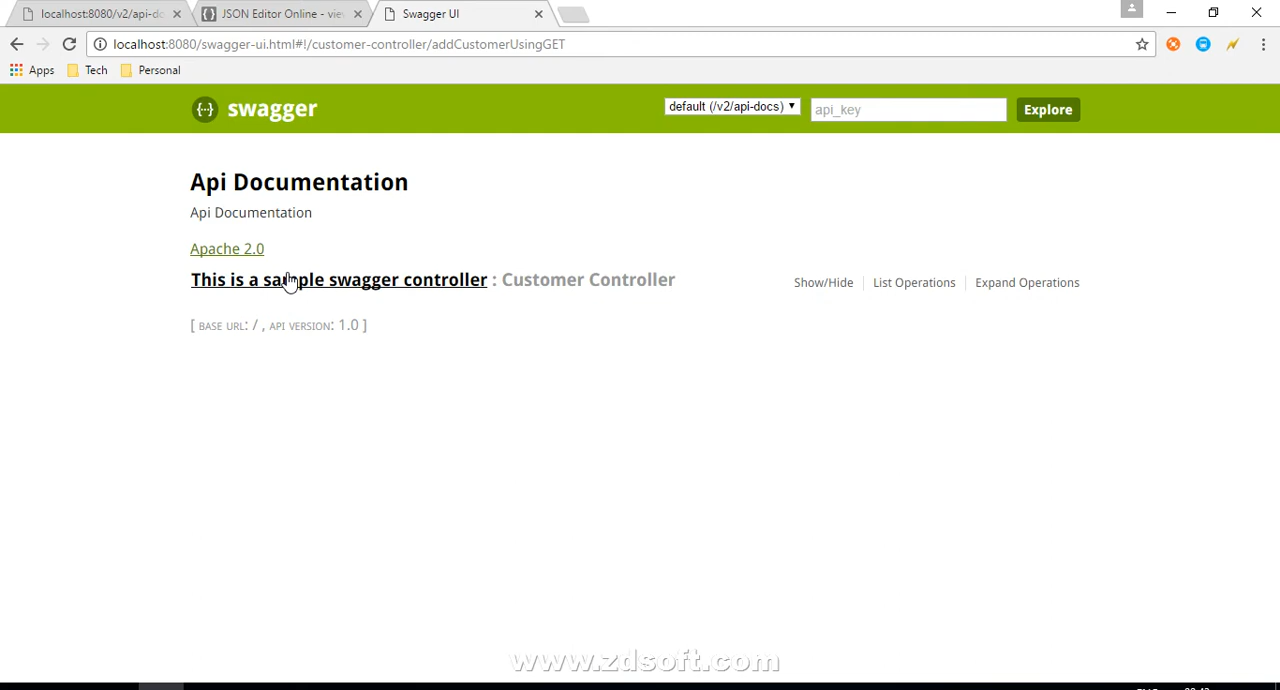 localhost:8080/v2/api-do
JSON Editor Online - view
Swagger UI
localhost:8080/swagger-ui.html#!/customer-controller/addCustomerUsingGET
Apps
Tech
Personal
swagger
default (/v2/api-docs)
api_key
Explore
Api Documentation
Api Documentation
Apache 2.0
This is a sample swagger controller : Customer Controller
Show/Hide
List Operations
Expand Operations
[ BASE URL: / , API VERSION: 1.0 ]
www.zdsoft.com